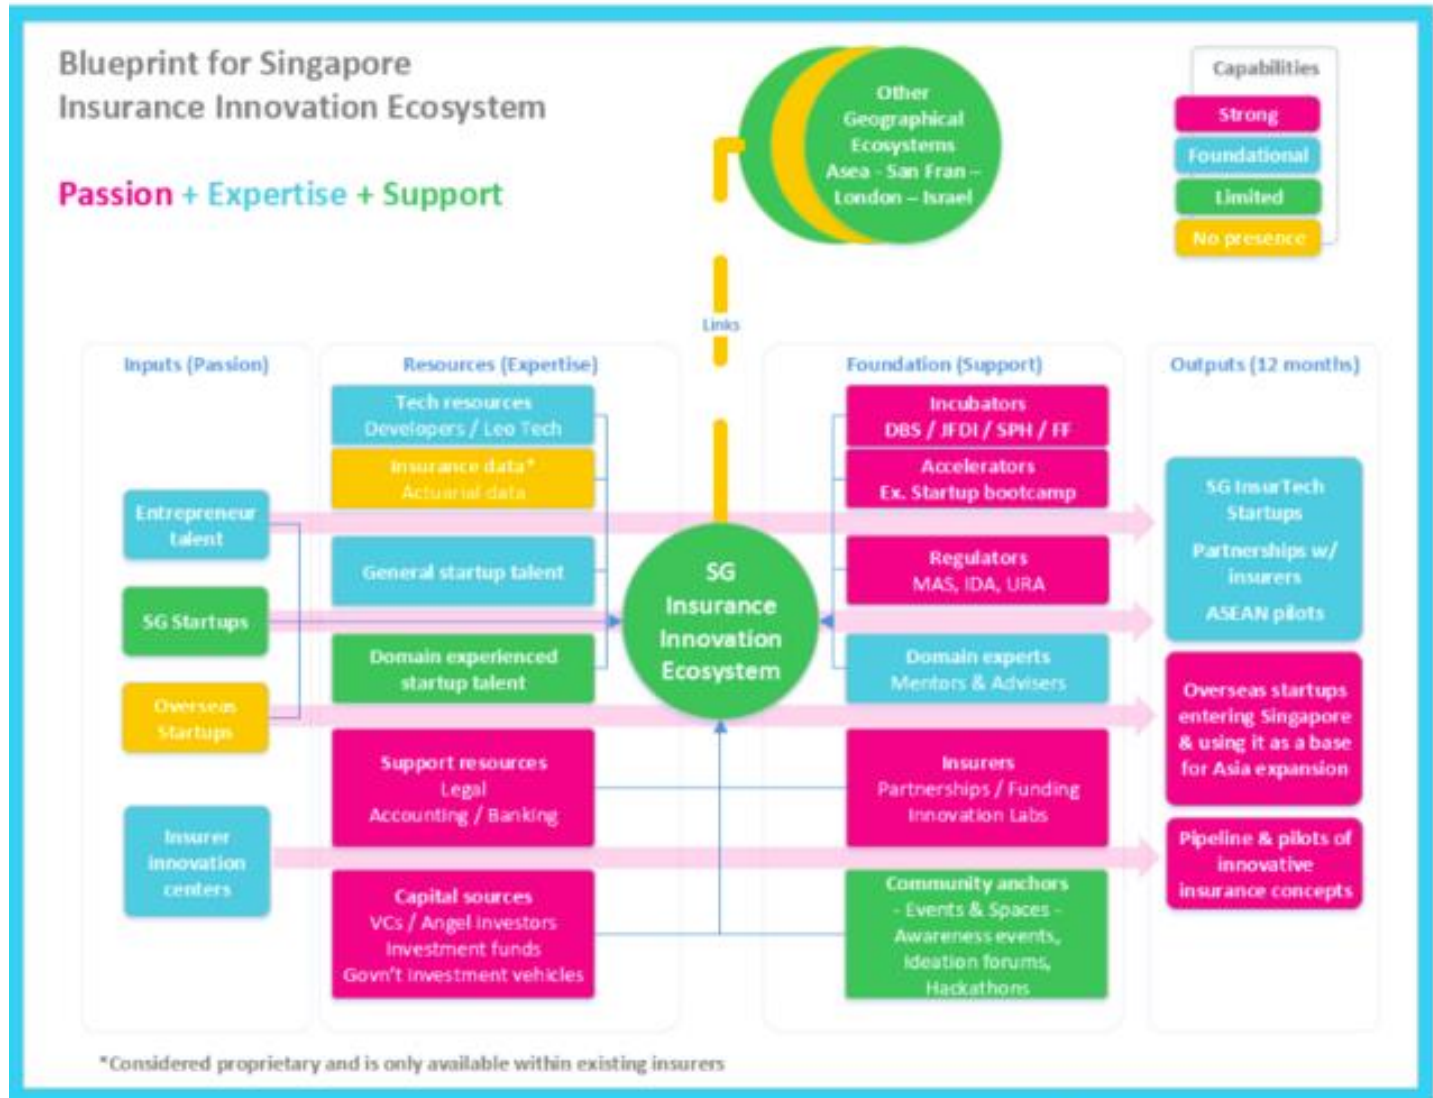 Blueprint for Singapore
Insurance Innovation Ecosystem
Passion + Expertise + Support
Other
Geographical
Ecosystems
Asea - San Fran –
London – Israel
Capabilities
Strong
Foundational
Limited
No presence
Links
Inputs (Passion)
Entrepreneur
talent
SG Startups
Overseas
Startups
Insurer
innovation
centers
Resources (Expertise)
Tech resources
Developers / Leo Tech
Insurance data*
Actuarial data
General startup talent
Domain experienced
startup talent
Support resources
Legal
Accounting / Banking
Capital sources
VCs / Angel investors
Investment funds
Govn't investment vehicles
SG
Insurance
Innovation
Ecosystem
Foundation (Support)
Incubators
DBS / JFDI / SPH / FF
Accelerators
Ex. Startup bootcamp
Regulators
MAS, IDA, URA
Domain experts
Mentors & Advisers
Insurers
Partnerships / Funding
Innovation Labs
Community anchors
- Events & Spaces -
Awareness events,
Ideation forums,
Hackathons
Outputs (12 months)
SG InsurTech
Startups
Partnerships w/
insurers
ASEAN pilots
Overseas startups
entering Singapore
& using it as a base
for Asia expansion
Pipeline & pilots of
innovative
insurance concepts
*Considered proprietary and is only available within existing insurers